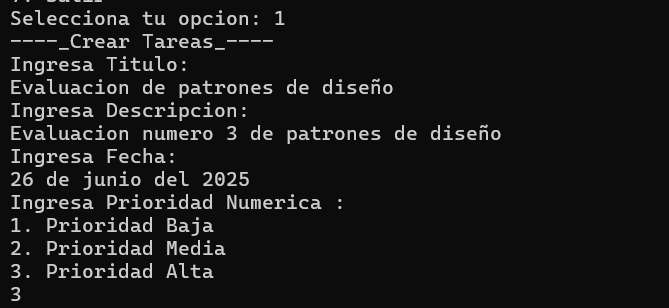 Selecciona tu opcion: 1
----_Crear Tareas_----
Ingresa Titulo:
Evaluacion de patrones de diseño
Ingresa Descripcion:
Evaluacion numero 3 de patrones de diseño
Ingresa Fecha:
26 de junio del 2025
Ingresa Prioridad Numerica :
1. Prioridad Baja
2. Prioridad Media
3. Prioridad Alta
3